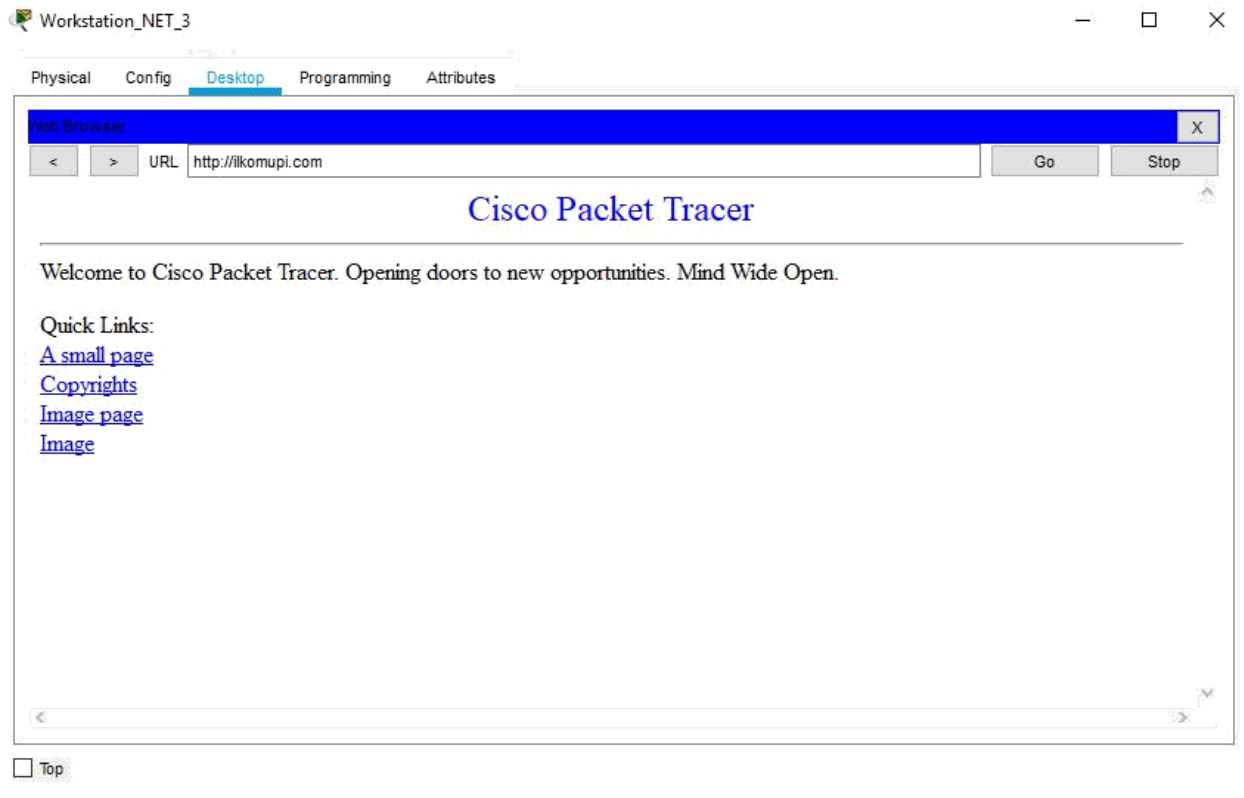 Workstation_NET_3
Physical Config Desktop Programming Attributes
Web Browser X
< > URL http://ilkomupi.com Go Stop
Cisco Packet Tracer
Welcome to Cisco Packet Tracer. Opening doors to new opportunities. Mind Wide Open.
Quick Links:
A small page
Copyrights
Image page
Image
Top